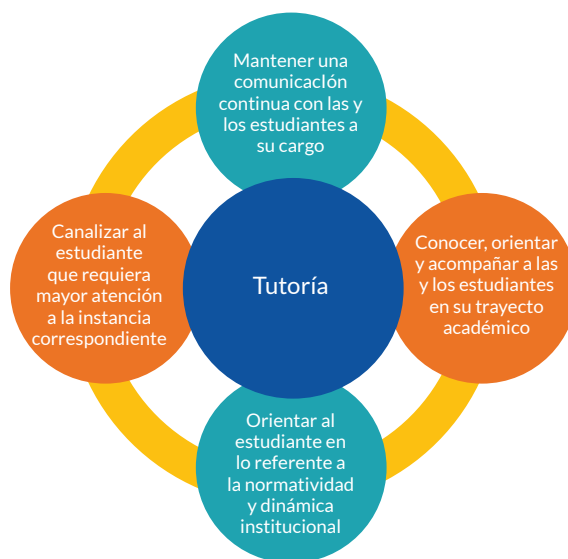 Mantener una
comunicación
continua con las y
los estudiantes a
su cargo
Canalizar al
estudiante
que requiera
mayor atención
a la instancia
correspondiente
Tutoría
Conocer, orientar
y acompañar a las
y los estudiantes
en su trayecto
académico
Orientar al
estudiante en
lo referente a
la normatividad
y dinámica
institucional